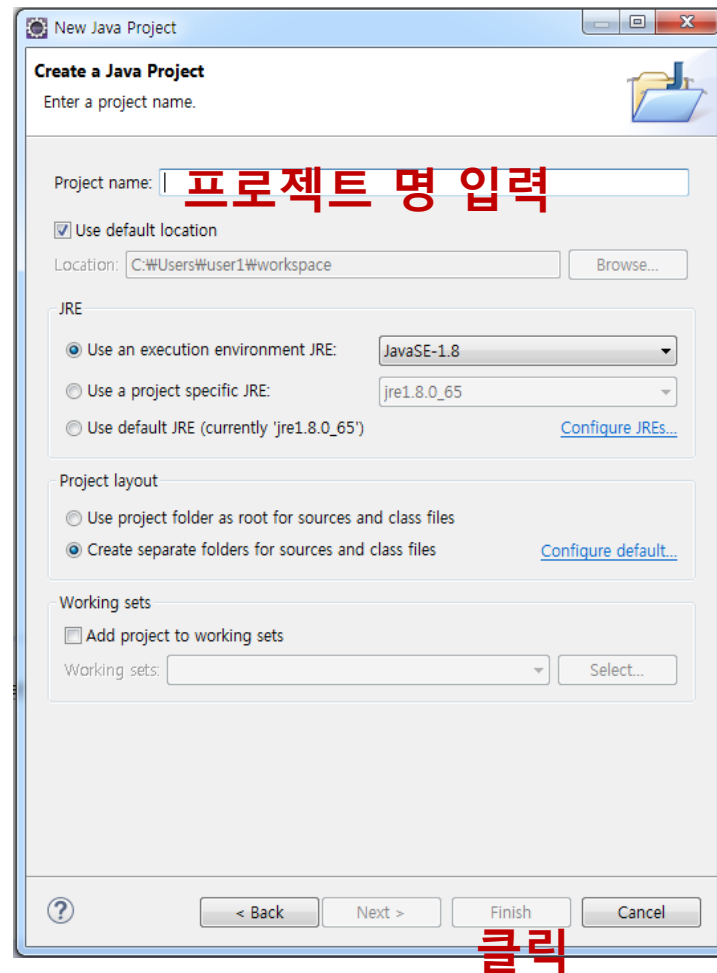 New Java Project
Create a Java Project
Enter a project name.
Project name: 프로젝트 명 입력
Use default location
Location: C:₩Users₩user1₩workspace Browse...
JRE
Use an execution environment JRE: JavaSE-1.8
Use a project specific JRE: jre1.8.0_65
Use default JRE (currently 'jre1.8.0_65') Configure JREs...
Project layout
Use project folder as root for sources and class files
Create separate folders for sources and class files Configure default...
Working sets
Add project to working sets
Working sets: Select...
? < Back Next > Finish Cancel
클릭